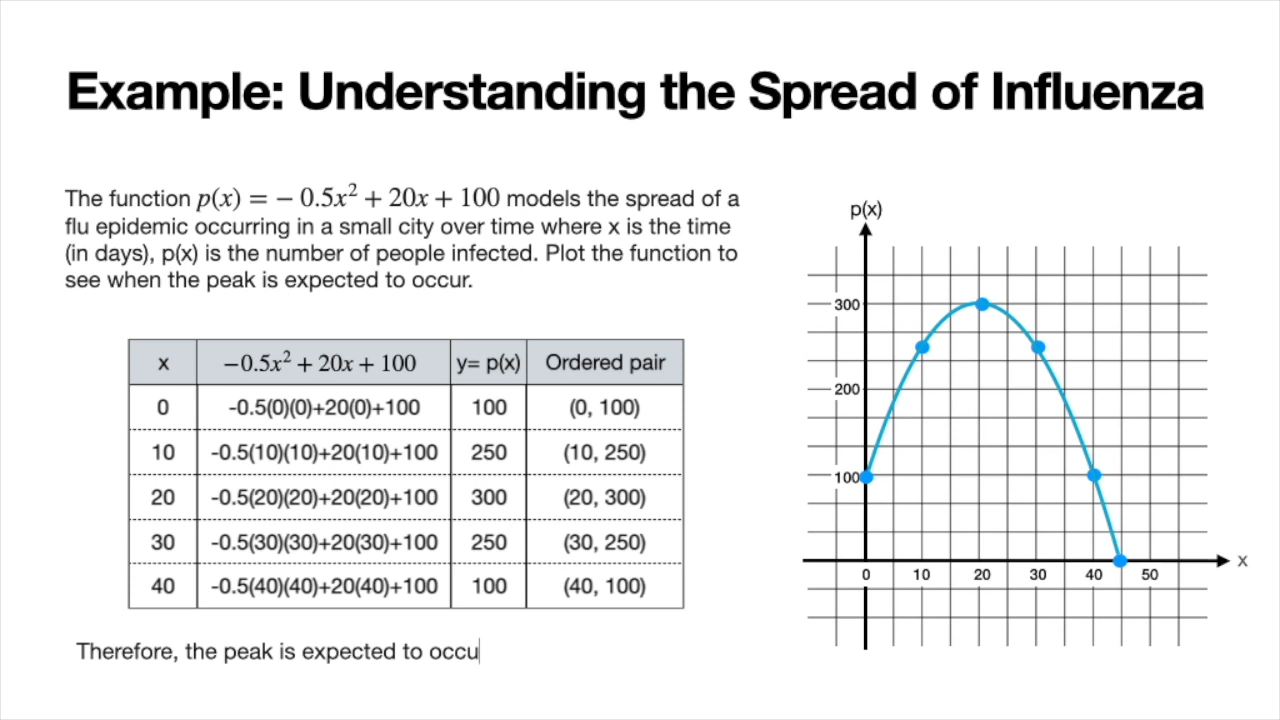 Example: Understanding the Spread of Influenza
The function p(x) = − 0.5x² + 20x + 100 models the spread of a
flu epidemic occurring in a small city over time where x is the time
(in days), p(x) is the number of people infected. Plot the function to
see when the peak is expected to occur.
x −0.5x² + 20x + 100 y= p(x) Ordered pair
0 -0.5(0)(0)+20(0)+100 100 (0, 100)
10 -0.5(10)(10)+20(10)+100 250 (10, 250)
20 -0.5(20)(20)+20(20)+100 300 (20, 300)
30 -0.5(30)(30)+20(30)+100 250 (30, 250)
40 -0.5(40)(40)+20(40)+100 100 (40, 100)
Therefore, the peak is expected to occu
p(x)
300
200
100
0 10 20 30 40 50
x